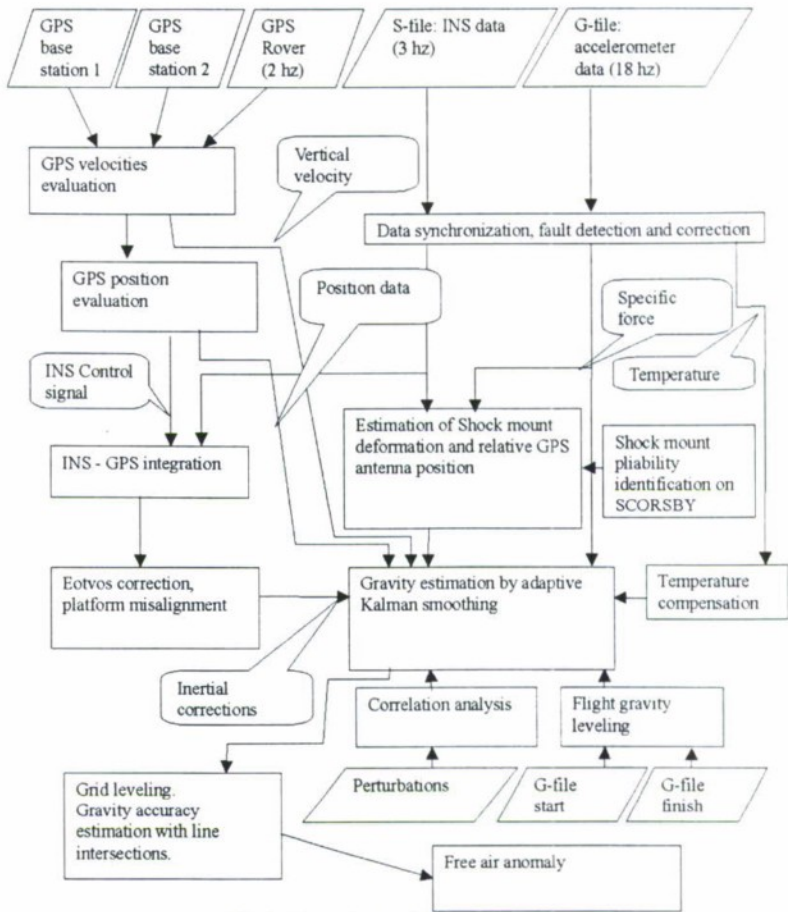 GPS
base
station 1
GPS
base
station 2
GPS
Rover
(2 hz)
S-file: INS data
(3 hz)
G-file:
accelerometer
data (18 hz)
GPS velocities
evaluation
Vertical
velocity
Data synchronization, fault detection and correction
GPS position
evaluation
Position data
Specific
force
INS Control
signal
Temperature
Estimation of Shock mount
deformation and relative GPS
antenna position
Shock mount
pliability
identification on
SCORSBY
INS - GPS integration
Eotvos correction,
platform misalignment
Gravity estimation by adaptive
Kalman smoothing
Temperature
compensation
Inertial
corrections
Correlation analysis
Flight gravity
leveling
Grid leveling.
Gravity accuracy
estimation with line
intersections.
Perturbations
G-file
start
G-file
finish
Free air anomaly